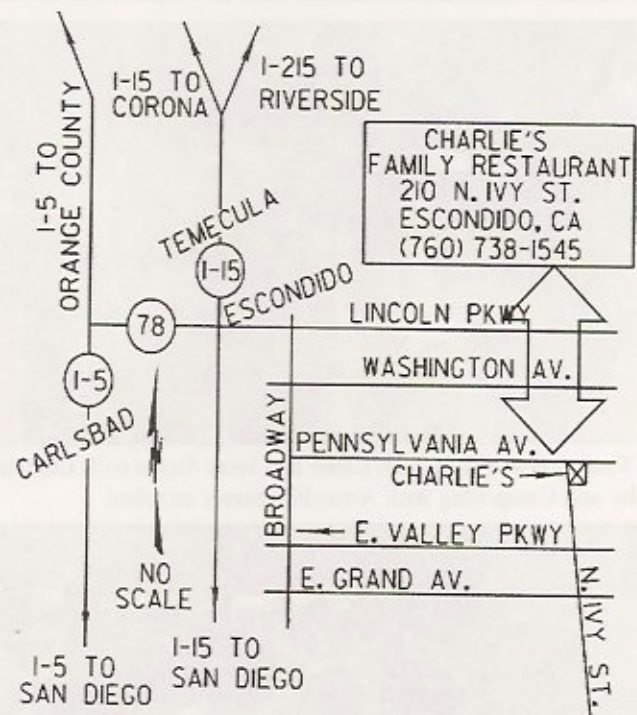 I-15 TO
CORONA
I-215 TO
RIVERSIDE
I-5 TO
ORANGE COUNTY
CHARLIE'S
FAMILY RESTAURANT
210 N. IVY ST.
ESCONDIDO, CA
(760) 738-1545
TEMECULA
I-15
ESCONDIDO
78
LINCOLN PKWY
I-5
WASHINGTON AV.
CARLSBAD
BROADWAY
PENNSYLVANIA AV.
CHARLIE'S
E. VALLEY PKWY
NO
SCALE
E. GRAND AV.
N. IVY ST.
I-5 TO
SAN DIEGO
I-15 TO
SAN DIEGO